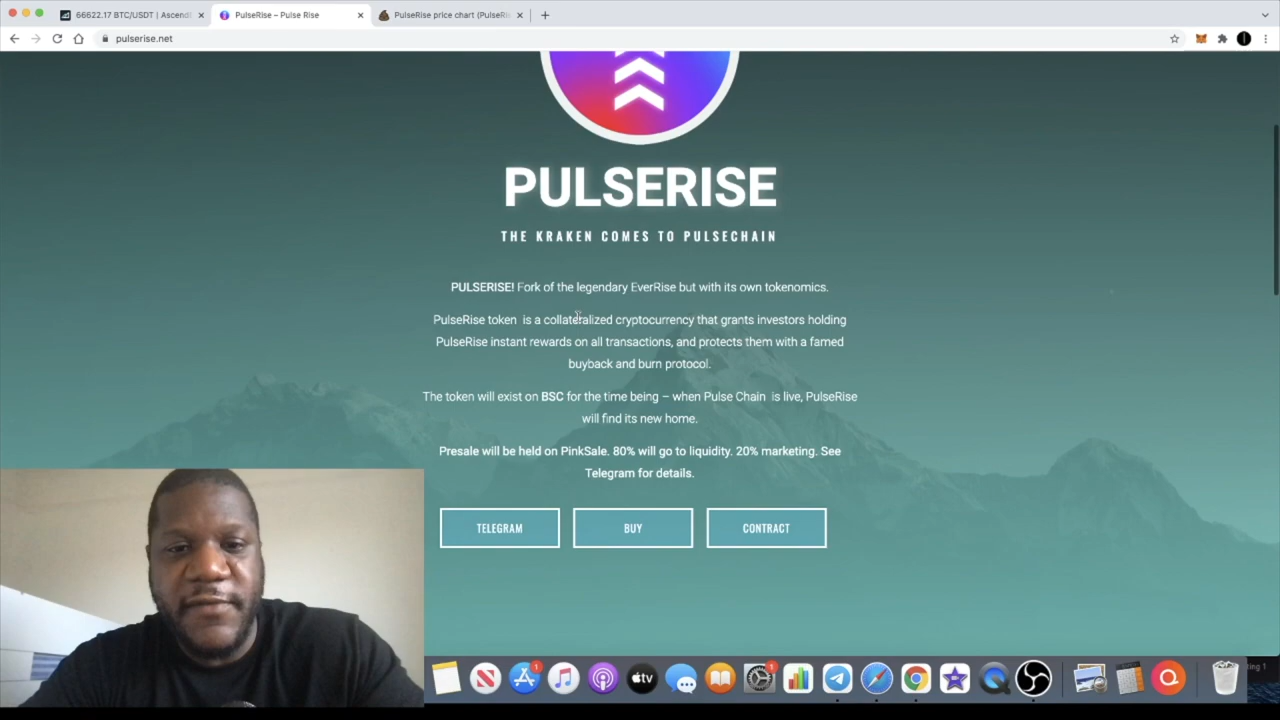 66622.17 BTC/USDT | Ascend
PulseRise – Pulse Rise
PulseRise price chart (PulseRi
pulserise.net
PULSERISE
THE KRAKEN COMES TO PULSECHAIN
PULSERISE! Fork of the legendary EverRise but with its own tokenomics.
PulseRise token is a collateralized cryptocurrency that grants investors holding
PulseRise instant rewards on all transactions, and protects them with a famed
buyback and burn protocol.
The token will exist on BSC for the time being – when Pulse Chain is live, PulseRise
will find its new home.
Presale will be held on PinkSale. 80% will go to liquidity. 20% marketing. See
Telegram for details.
TELEGRAM
BUY
CONTRACT
1
tv
1